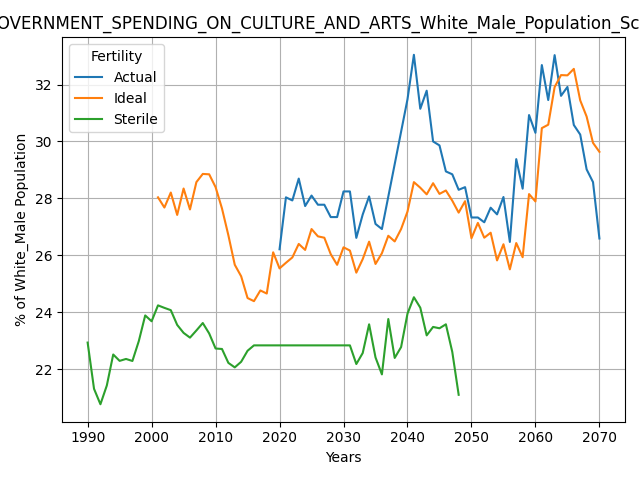 OVERNMENT_SPENDING_ON_CULTURE_AND_ARTS_White_Male_Population_Sc
Fertility
Actual
Ideal
Sterile
% of White_Male Population
32
30
28
26
24
22
1990 2000 2010 2020 2030 2040 2050 2060 2070
Years